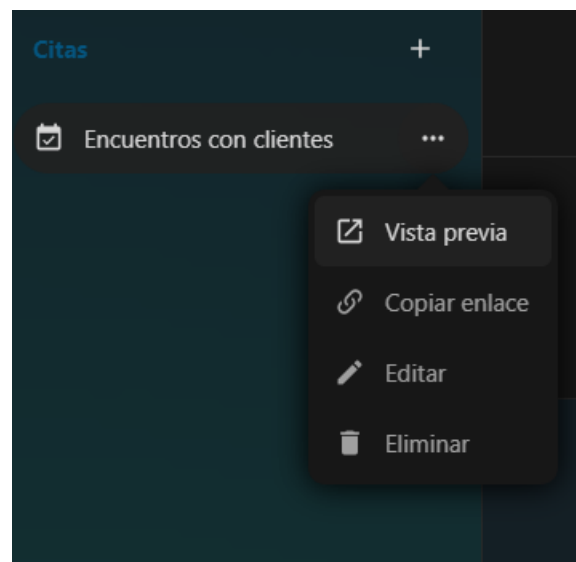 Citas
Encuentros con clientes
Vista previa
Copiar enlace
Editar
Eliminar